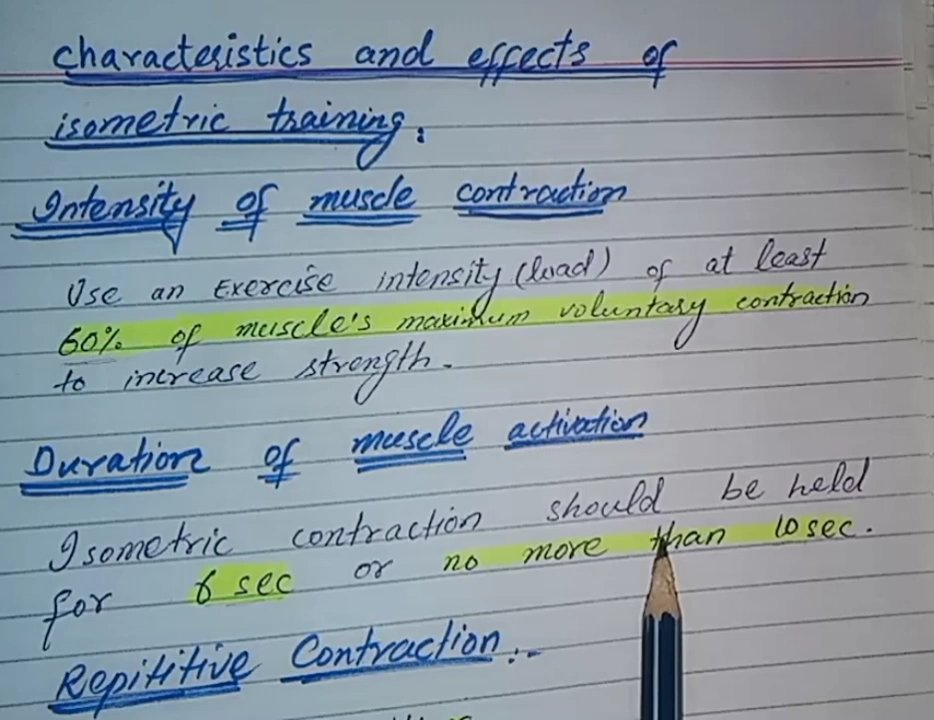 characteristics and effects of
isometric training:
Intensity of muscle contraction
Use an Exercise intensity (load) of at least
60% of muscle's maximum voluntary contraction
to increase strength.
Duration of muscle activation
Isometric contraction should be held
for 6 sec or no more than 10 sec.
Repititive Contraction :-